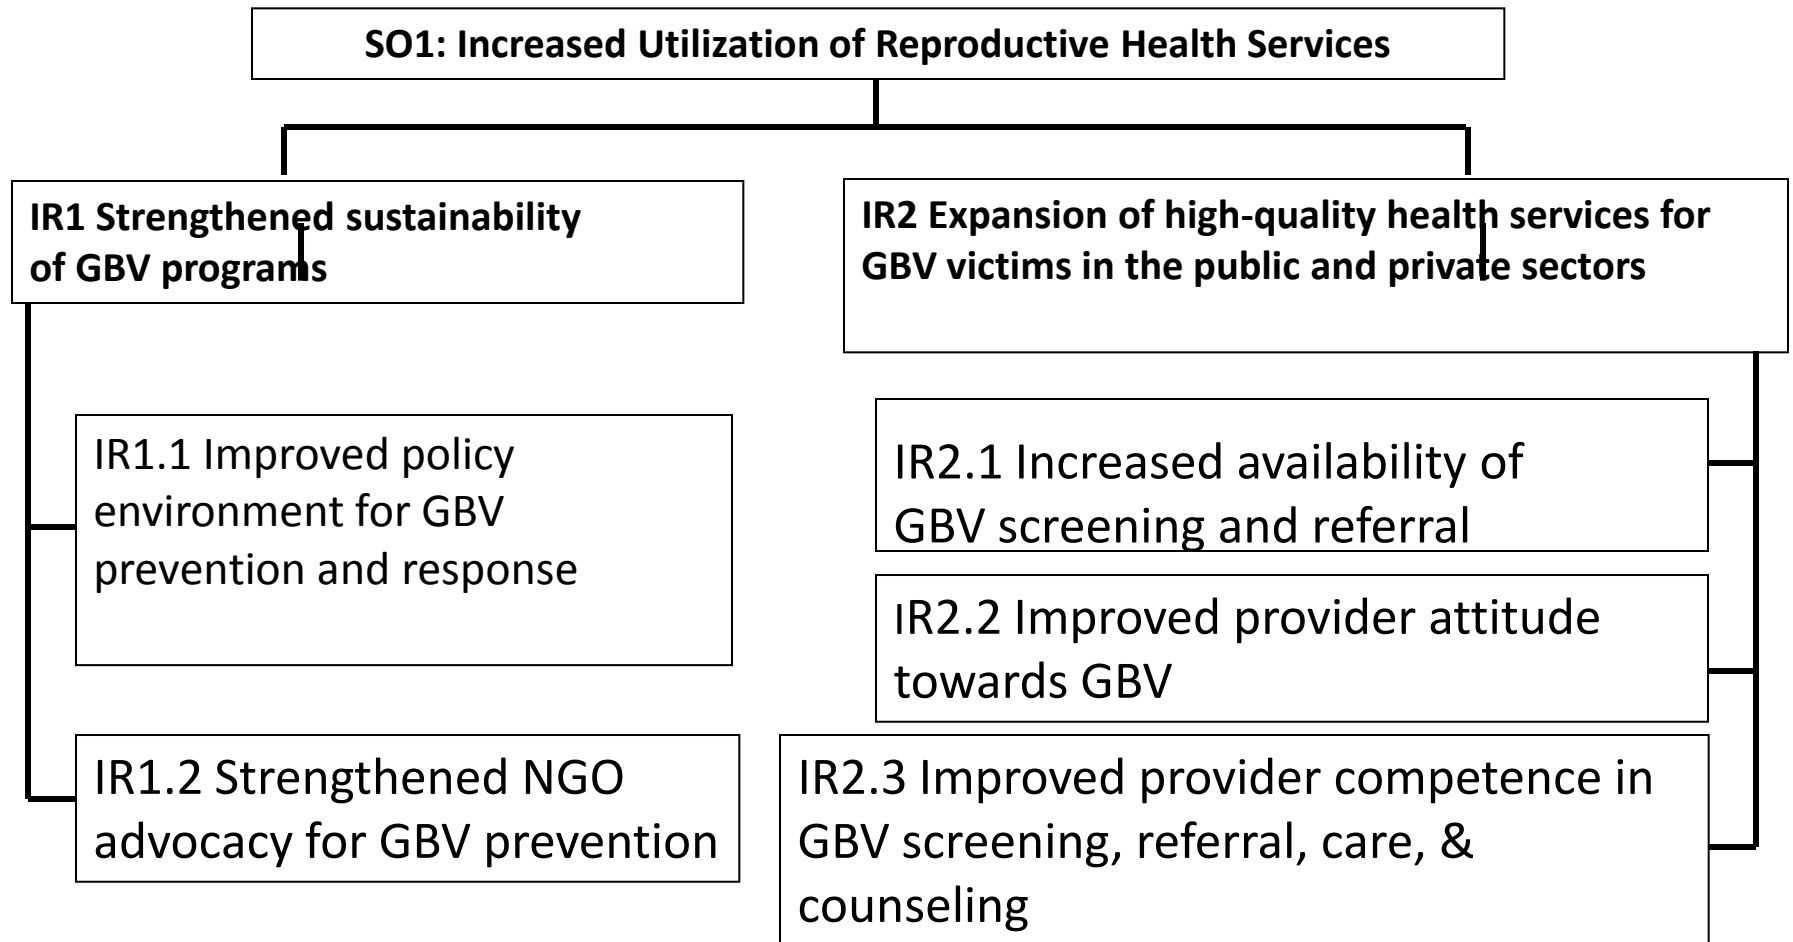 SO1: Increased Utilization of Reproductive Health Services
IR1 Strengthened sustainability
of GBV programs
IR2 Expansion of high-quality health services for
GBV victims in the public and private sectors
IR1.1 Improved policy
environment for GBV
prevention and response
IR1.2 Strengthened NGO
advocacy for GBV prevention
IR2.1 Increased availability of
GBV screening and referral
IR2.2 Improved provider attitude
towards GBV
IR2.3 Improved provider competence in
GBV screening, referral, care, &
counseling